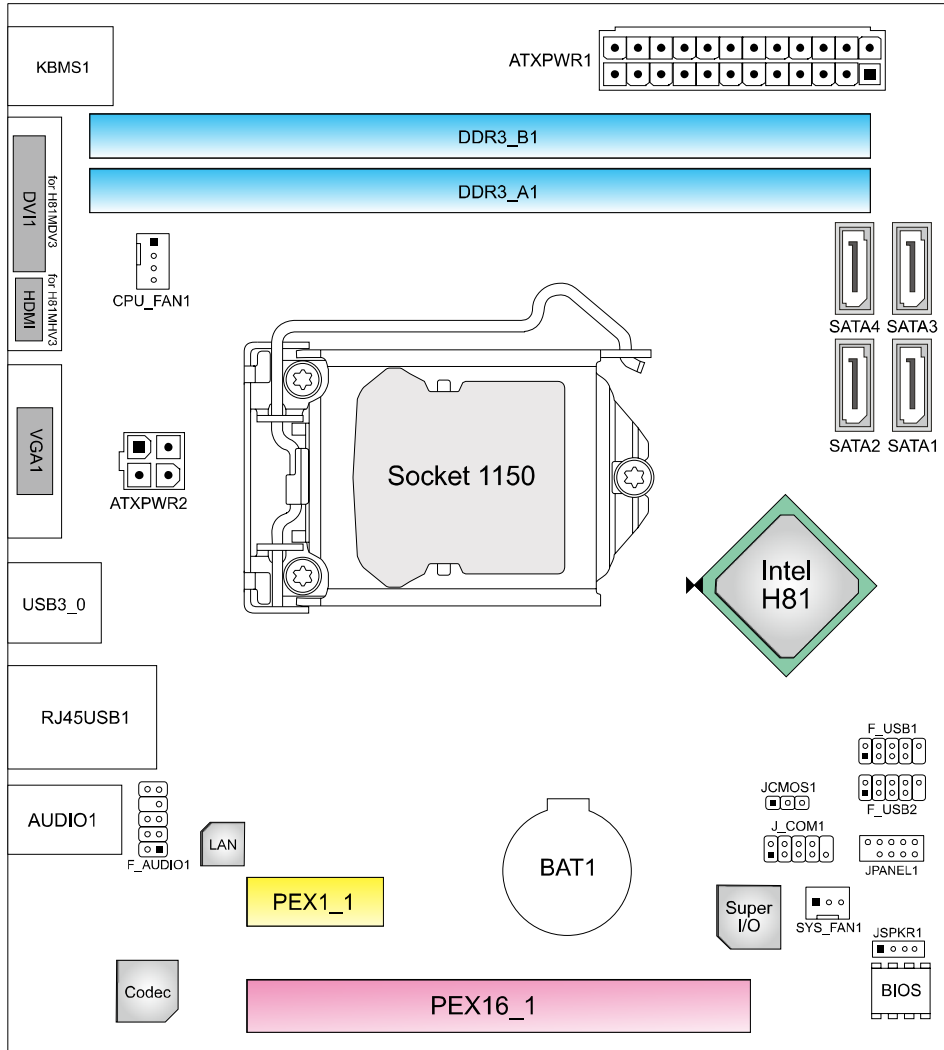 KBMS1
ATXPWR1
DDR3_B1
DDR3_A1
DVI1
for H81MDV3
HDMI
for H81MHV3
CPU_FAN1
SATA4
SATA3
SATA2
SATA1
VGA1
ATXPWR2
Socket 1150
Intel
H81
USB3_0
RJ45USB1
F_USB1
F_USB2
JCMOS1
J_COM1
JPANEL1
AUDIO1
F_AUDIO1
LAN
BAT1
PEX1_1
Super
I/O
SYS_FAN1
JSPKR1
BIOS
Codec
PEX16_1